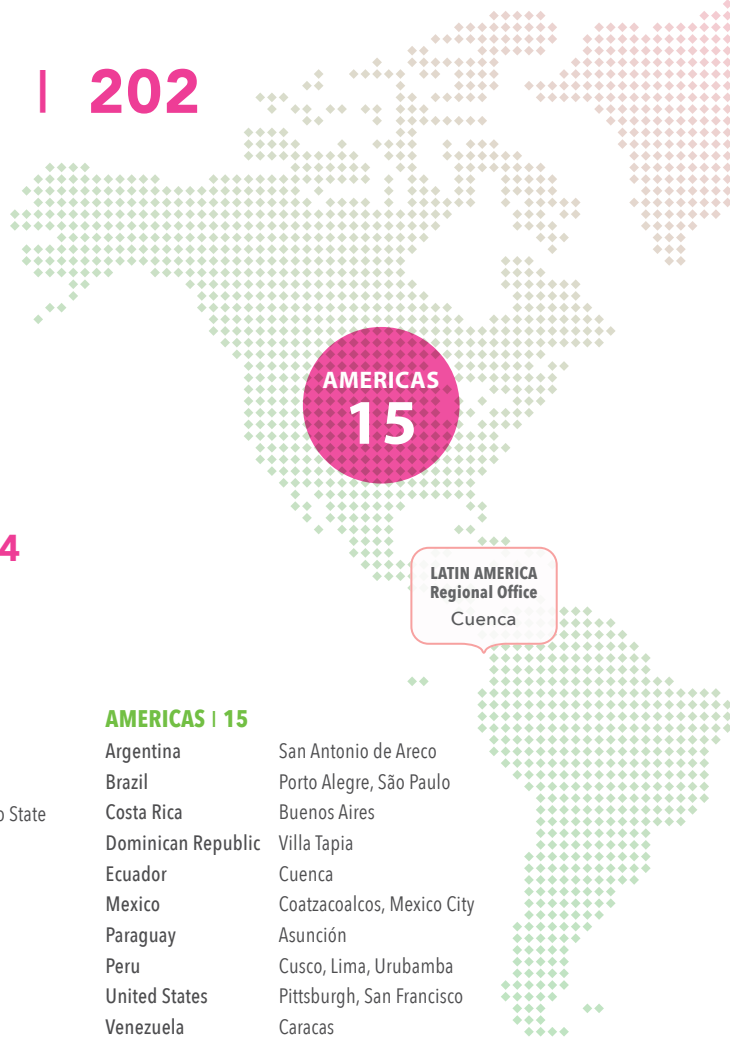 | 202
AMERICAS
15
4
LATIN AMERICA
Regional Office
Cuenca
AMERICAS | 15
Argentina San Antonio de Areco
Brazil Porto Alegre, São Paulo
o State
Costa Rica Buenos Aires
Dominican Republic Villa Tapia
Ecuador Cuenca
Mexico Coatzacoalcos, Mexico City
Paraguay Asunción
Peru Cusco, Lima, Urubamba
United States Pittsburgh, San Francisco
Venezuela Caracas